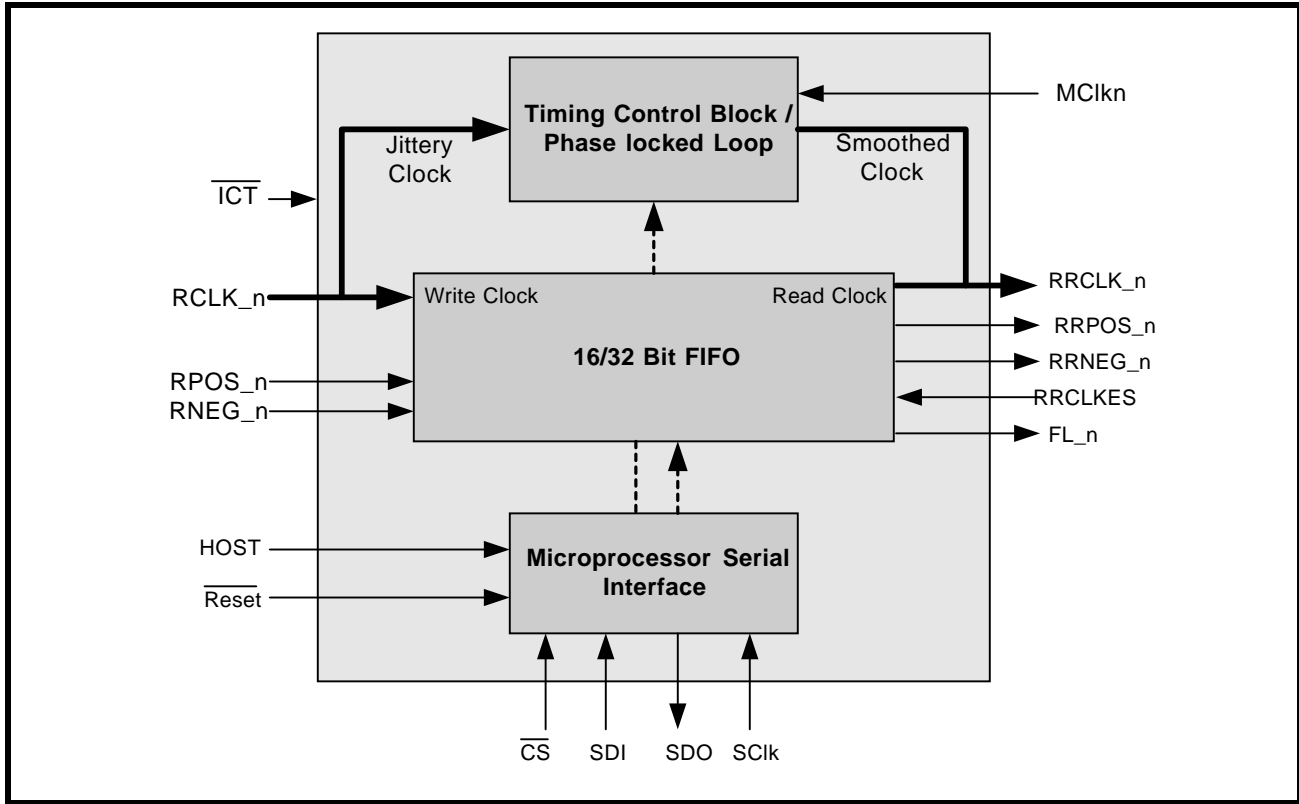 Timing Control Block /
Phase locked Loop
MClkn
Jittery
Clock
Smoothed
Clock
ICT
RCLK_n
Write Clock
Read Clock
RRCLK_n
RRPOS_n
16/32 Bit FIFO
RRNEG_n
RPOS_n
RNEG_n
RRCLKES
FL_n
HOST
Microprocessor Serial
Interface
Reset
CS
SDI
SDO
SClk